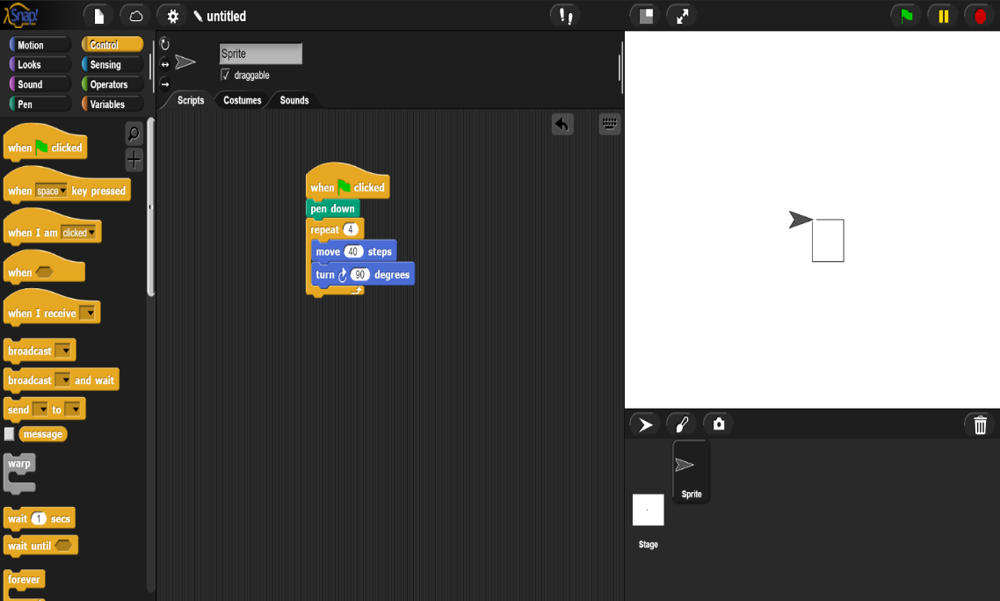 Snap!
untitled
Motion
Control
Looks
Sensing
Sound
Operators
Pen
Variables
Sprite
draggable
Scripts
Costumes
Sounds
when clicked
when space key pressed
when I am clicked
when
when I receive
broadcast
broadcast and wait
send to
message
warp
wait 1 secs
wait until
forever
when clicked
pen down
repeat 4
move 40 steps
turn 90 degrees
Sprite
Stage